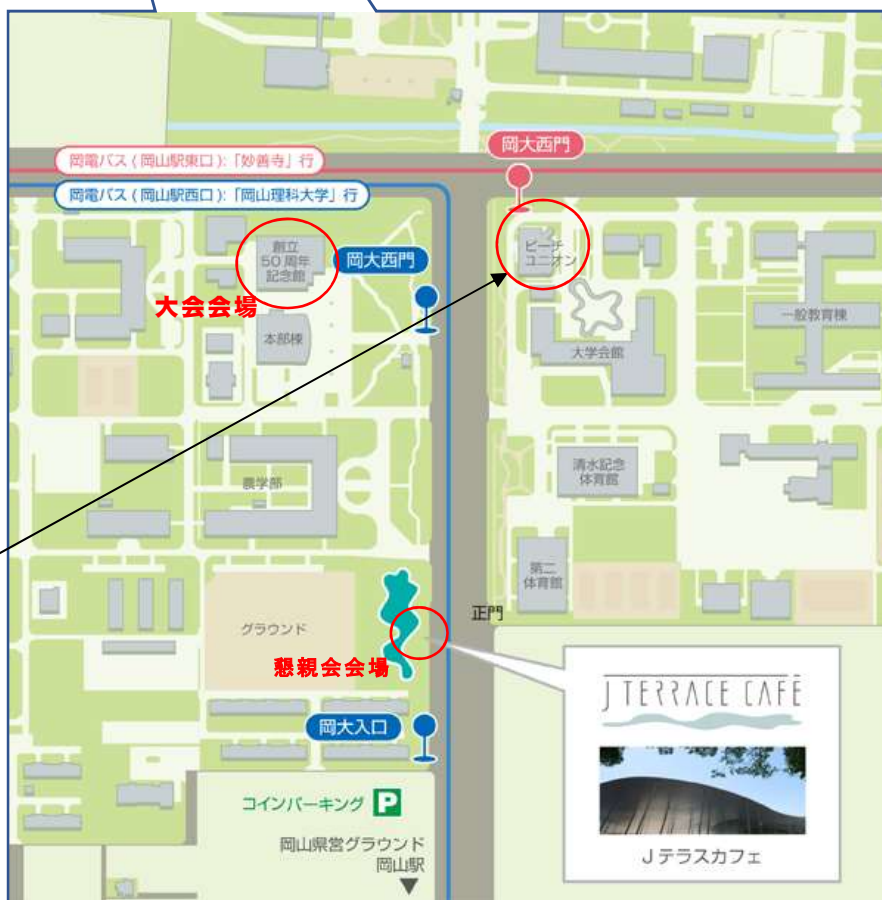 岡大西門
岡電バス(岡山駅東口):「妙善寺」行
岡電バス(岡山駅西口):「岡山理科大学」行
創立
50周年
記念館
岡大西門
ピーチ
ユニオン
大会会場
本部棟
大学会館
一般教育棟
農学部
清水記念
体育館
第二
体育館
グラウンド
正門
懇親会会場
J TERRACE CAFÉ
岡大入口
コインパーキング P
岡山県営グラウンド
岡山駅
▼
Jテラスカフェ